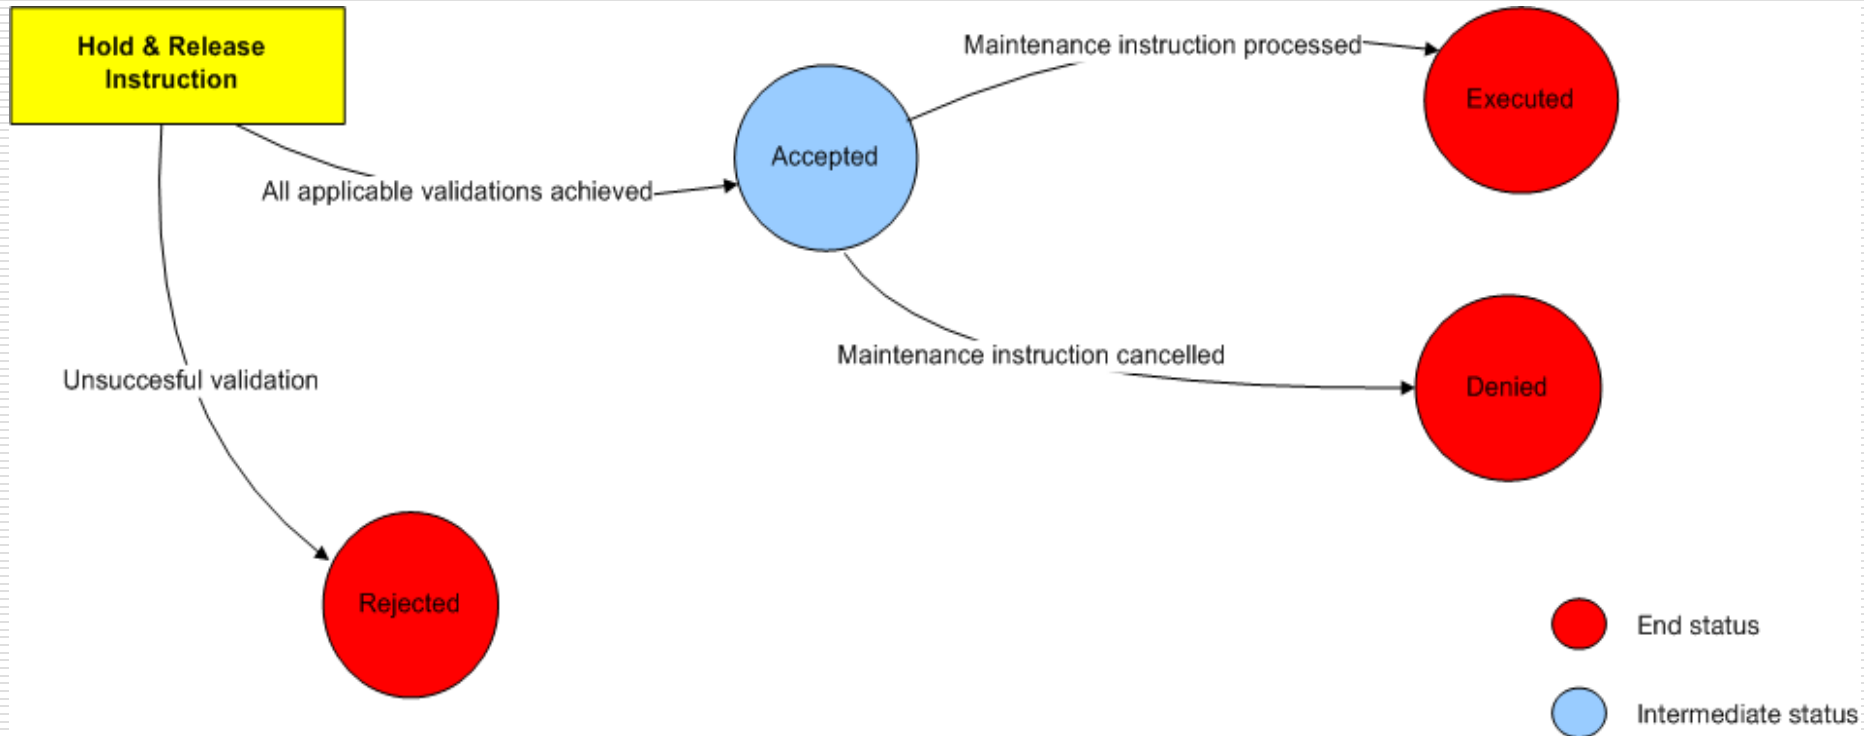 Hold & Release
Instruction
Maintenance instruction processed
Executed
Accepted
All applicable validations achieved
Maintenance instruction cancelled
Denied
Unsuccesful validation
Rejected
End status
Intermediate status